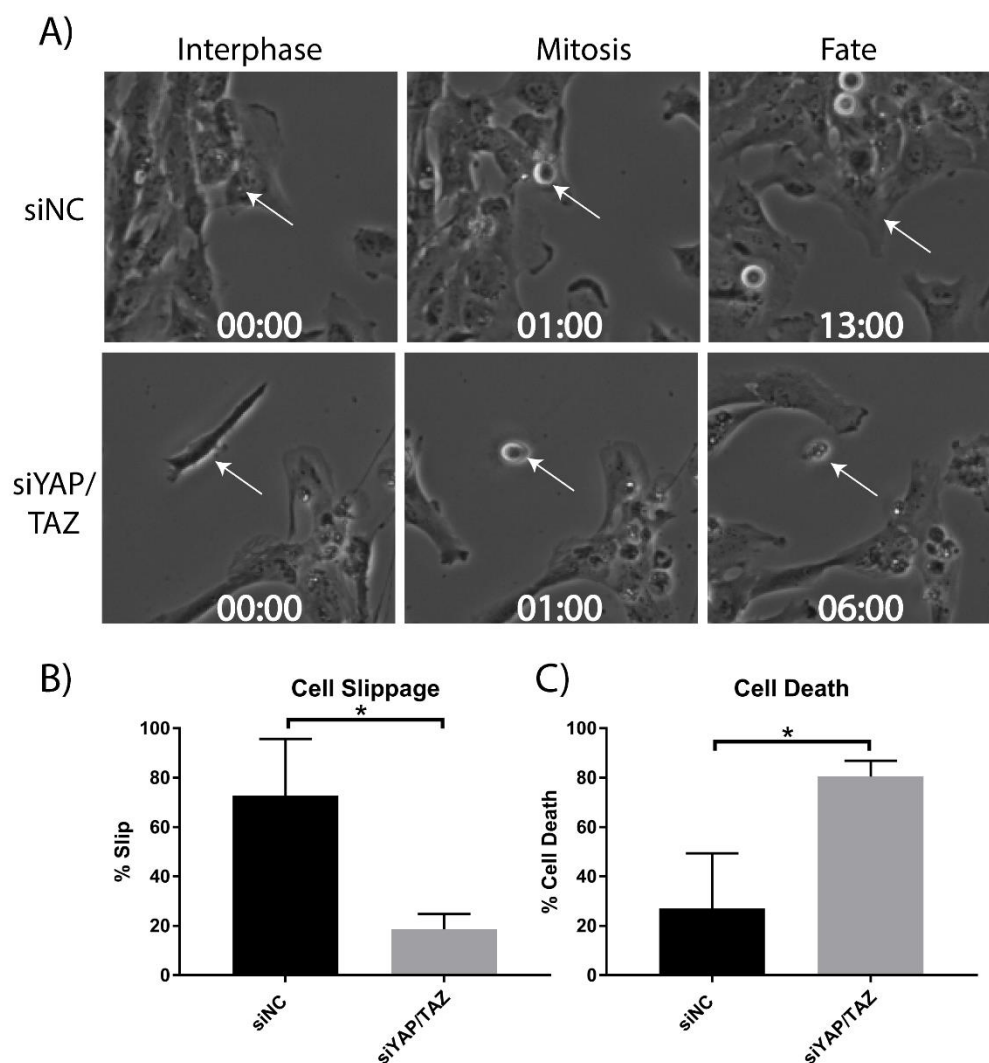 A)
Interphase Mitosis Fate
siNC
00:00 01:00 13:00
siYAP/
TAZ
00:00 01:00 06:00
B) C)
Cell Slippage Cell Death
* *
100 100
80 80
60 60
40 40
20 20
0 0
% Slip % Cell Death
siNC siYAP/TAZ siNC siYAP/TAZ